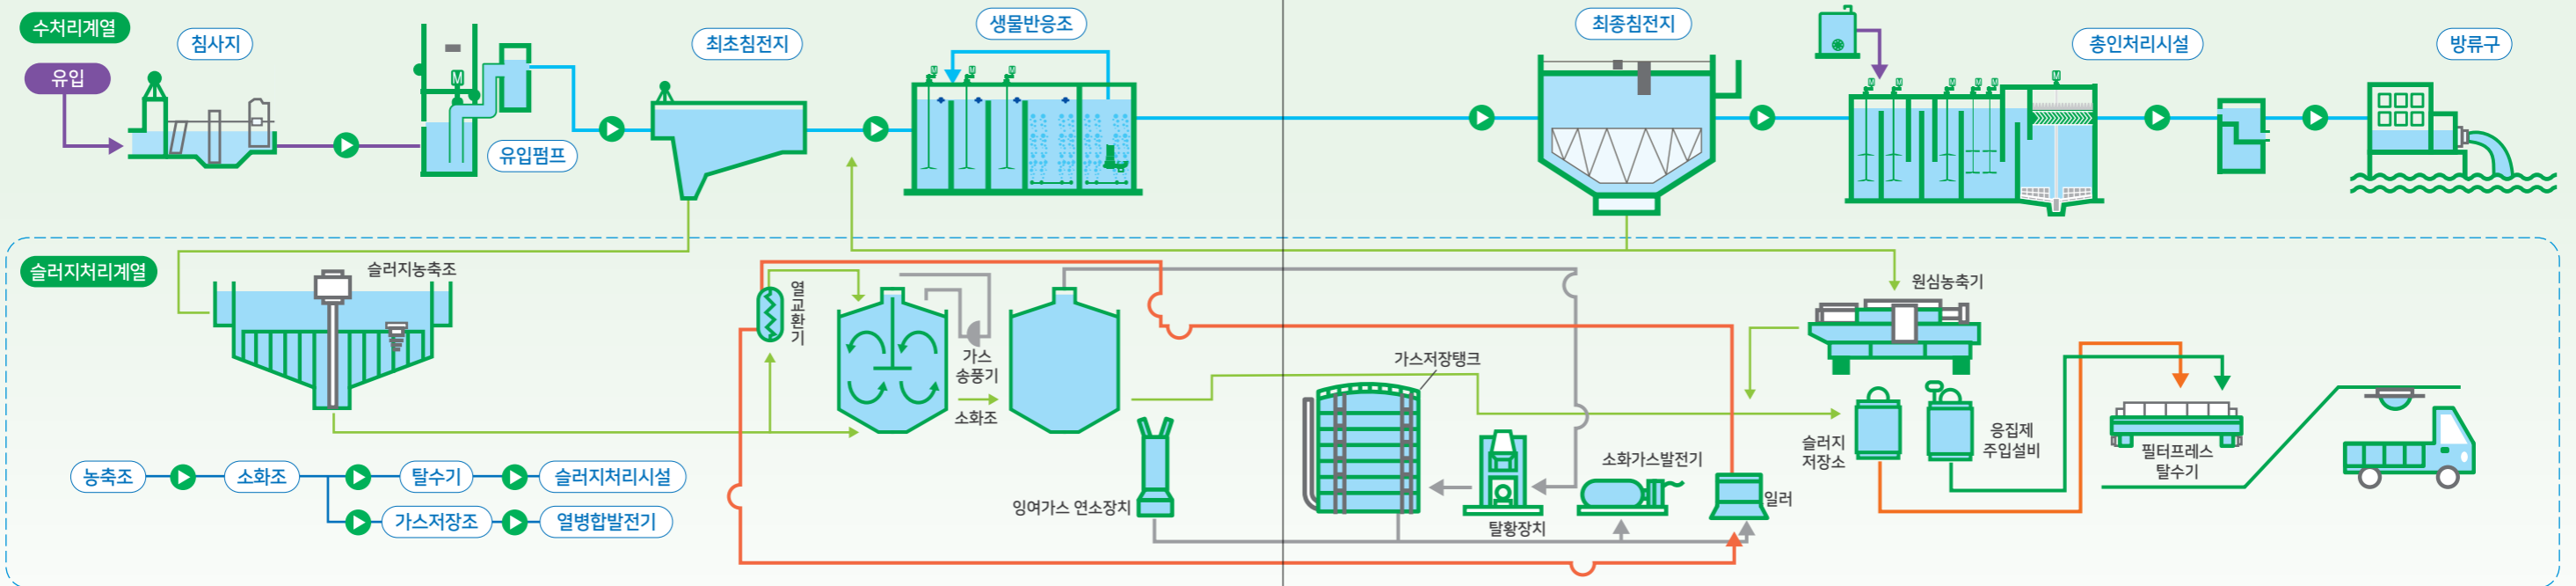 수처리계열
침사지
유입
유입펌프
최초침전지
생물반응조
최종침전지
총인처리시설
방류구
M
M
M
M
M
M
M
M
M
M
M
슬러지처리계열
슬러지농축조
열
교
환
기
가스
송풍기
소화조
잉여가스 연소장치
가스저장탱크
탈황장치
소화가스발전기
일러
원심농축기
슬러지
저장소
응집제
주입설비
필터프레스
탈수기
농축조
소화조
탈수기
슬러지처리시설
가스저장조
열병합발전기